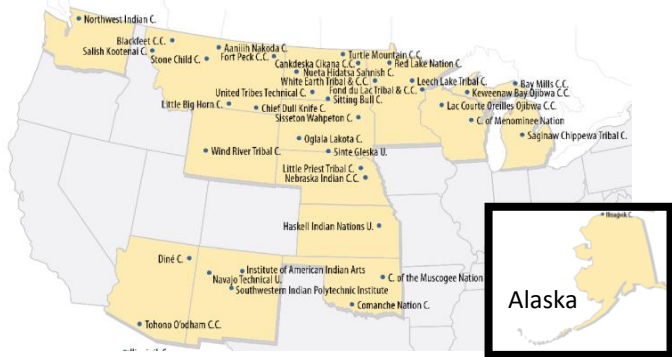 Northwest Indian C.
Blackfeet C.C.
Salish Kootenai C.
Stone Child C.
Aaniiih Nakoda C.
Fort Peck C.C.
Turtle Mountain C.C.
Cankdeska Cikana C.C.
Red Lake Nation C.
Nueta Hidatsa Sahnish C.
White Earth Tribal & C.C.
Leech Lake Tribal C.
Bay Mills C.C.
United Tribes Technical C.
Fond du Lac Tribal & C.C.
Keweenaw Bay Ojibwa C.C.
Little Big Horn C.
Chief Dull Knife C.
Sitting Bull C.
Lac Courte Oreilles Ojibwa C.C.
Sisseton Wahpeton C.
C. of Menominee Nation
Saginaw Chippewa Tribal C.
Oglala Lakota C.
Wind River Tribal C.
Sinte Gleska U.
Little Priest Tribal C.
Nebraska Indian C.C.
Haskell Indian Nations U.
Diné C.
Institute of American Indian Arts
Navajo Technical U.
C. of the Muscogee Nation
Southwestern Indian Polytechnic Institute
Comanche Nation C.
Tohono O'odham C.C.
Alaska